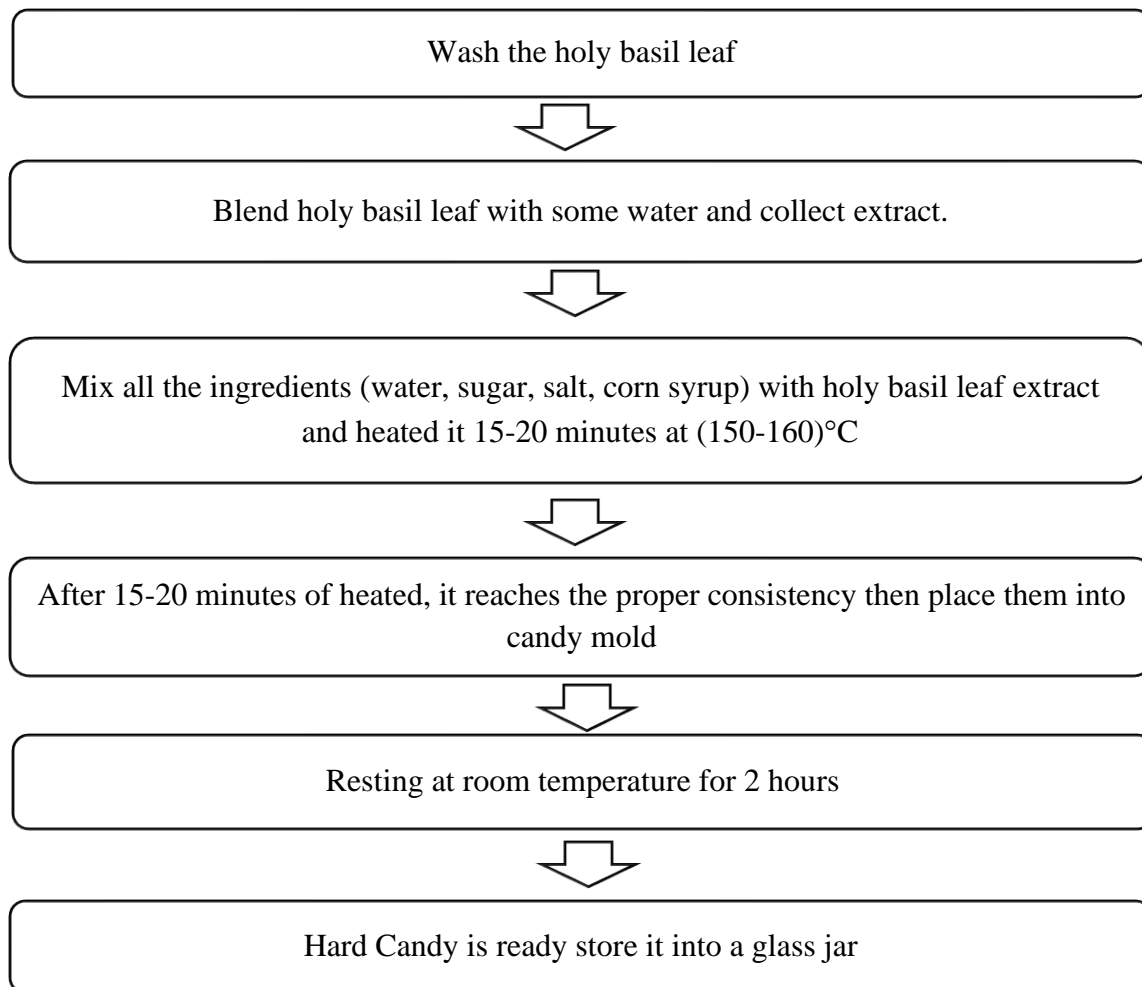 Wash the holy basil leaf
Blend holy basil leaf with some water and collect extract.
Mix all the ingredients (water, sugar, salt, corn syrup) with holy basil leaf extract
and heated it 15-20 minutes at (150-160)°C
After 15-20 minutes of heated, it reaches the proper consistency then place them into
candy mold
Resting at room temperature for 2 hours
Hard Candy is ready store it into a glass jar